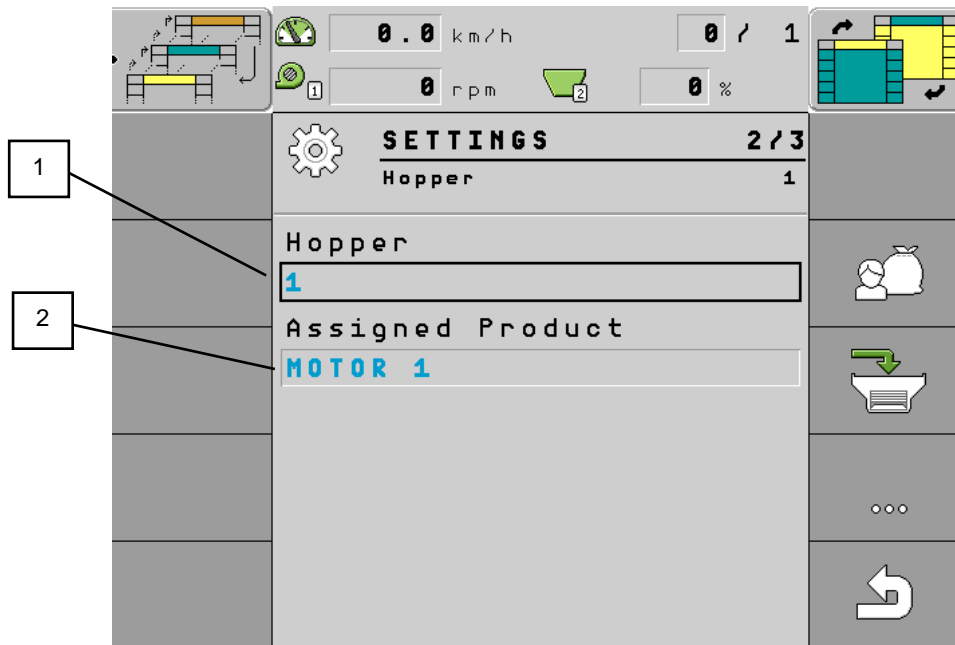 0.0 km/h 0 / 1
1 0 rpm 2 0 %
SETTINGS 2/3
Hopper 1
1
Hopper
1
2
Assigned Product
MOTOR 1